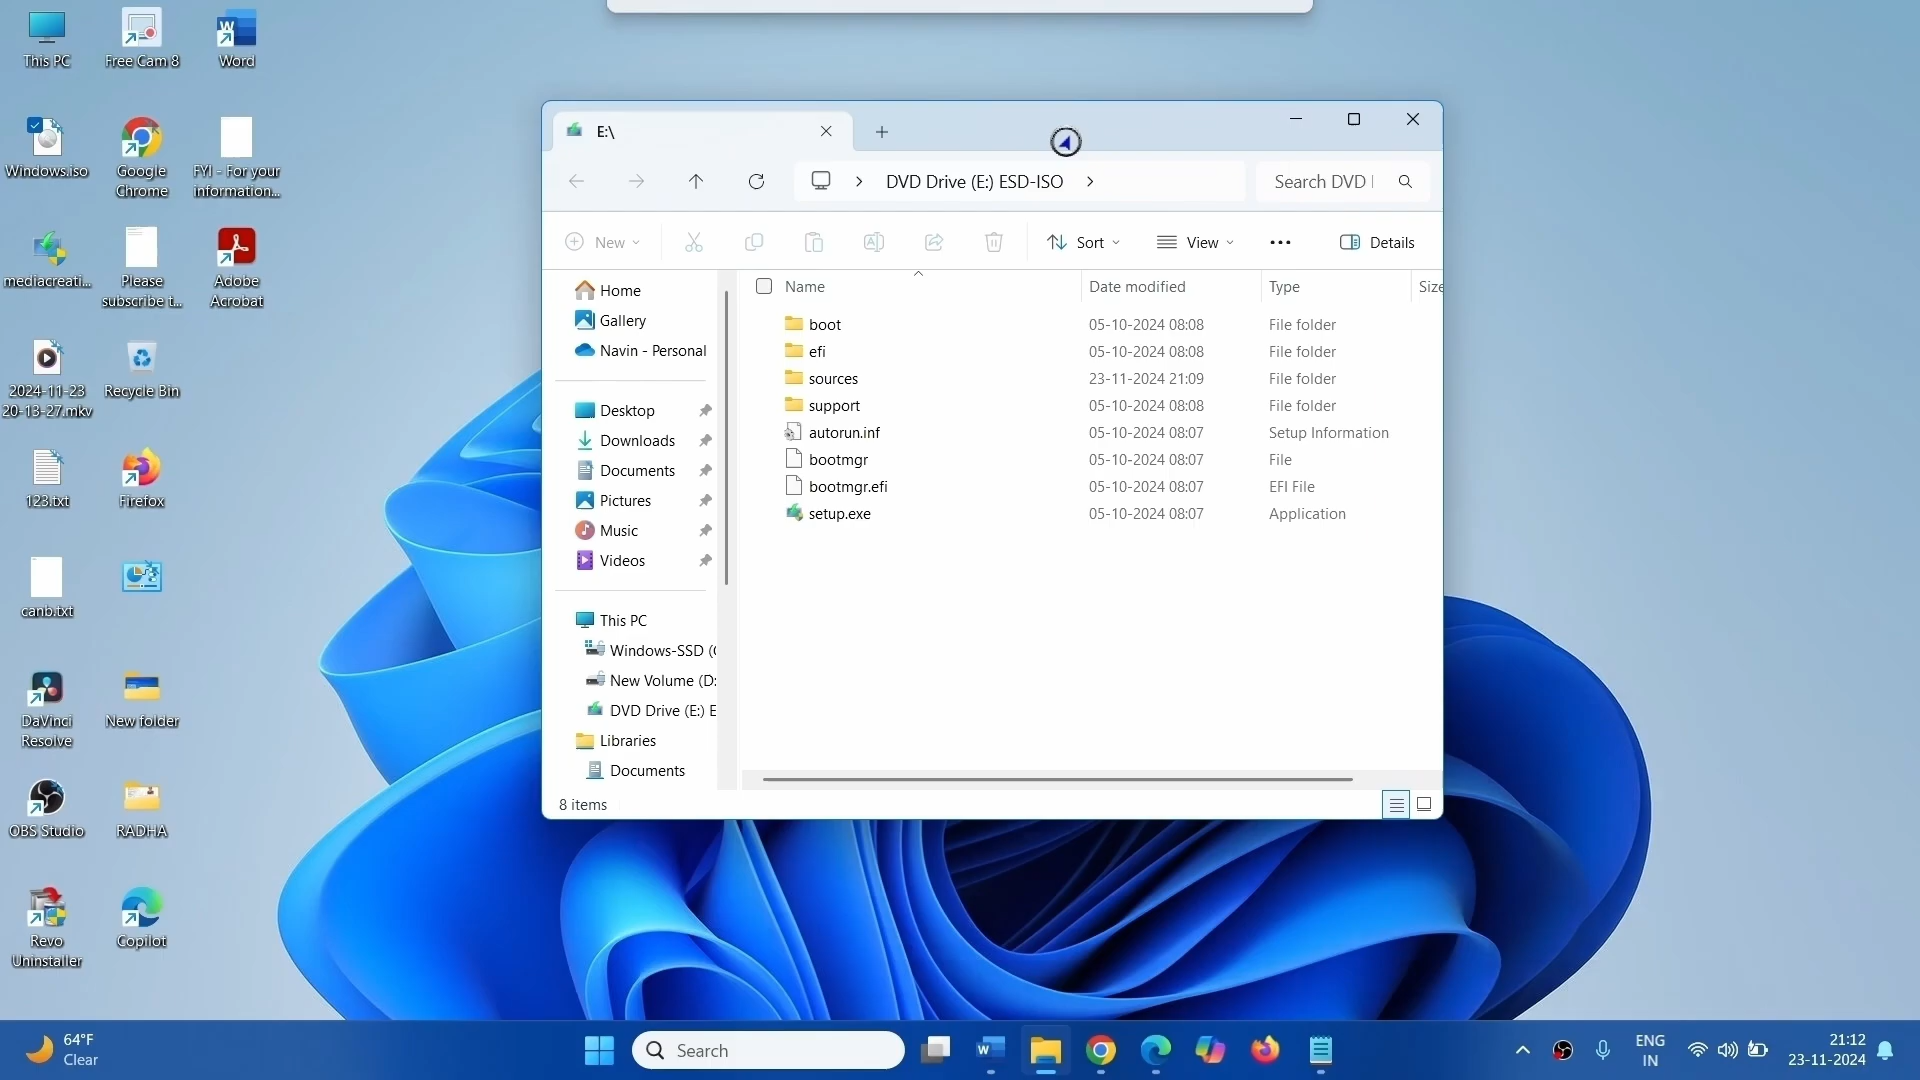 This PC
Free Cam 8
Word
Windows.iso
Google
Chrome
FYI - For your
information...
mediacreati...
Please
subscribe t...
Adobe
Acrobat
2024-11-23
20-13-27.mkv
Recycle Bin
123.txt
Firefox
canb.txt
DaVinci
Resolve
New folder
OBS Studio
RADHA
Revo
Uninstaller
Copilot
E:\
DVD Drive (E:) ESD-ISO
Search DVD
New
Sort
View
Details
Home
Gallery
Navin - Personal
Desktop
Downloads
Documents
Pictures
Music
Videos
This PC
Windows-SSD (
New Volume (D:
DVD Drive (E:) E
Libraries
Documents
Name Date modified Type Size
boot 05-10-2024 08:08 File folder
efi 05-10-2024 08:08 File folder
sources 23-11-2024 21:09 File folder
support 05-10-2024 08:08 File folder
autorun.inf 05-10-2024 08:07 Setup Information
bootmgr 05-10-2024 08:07 File
bootmgr.efi 05-10-2024 08:07 EFI File
setup.exe 05-10-2024 08:07 Application
8 items
64°F
Clear
Search
ENG
IN
21:12
23-11-2024